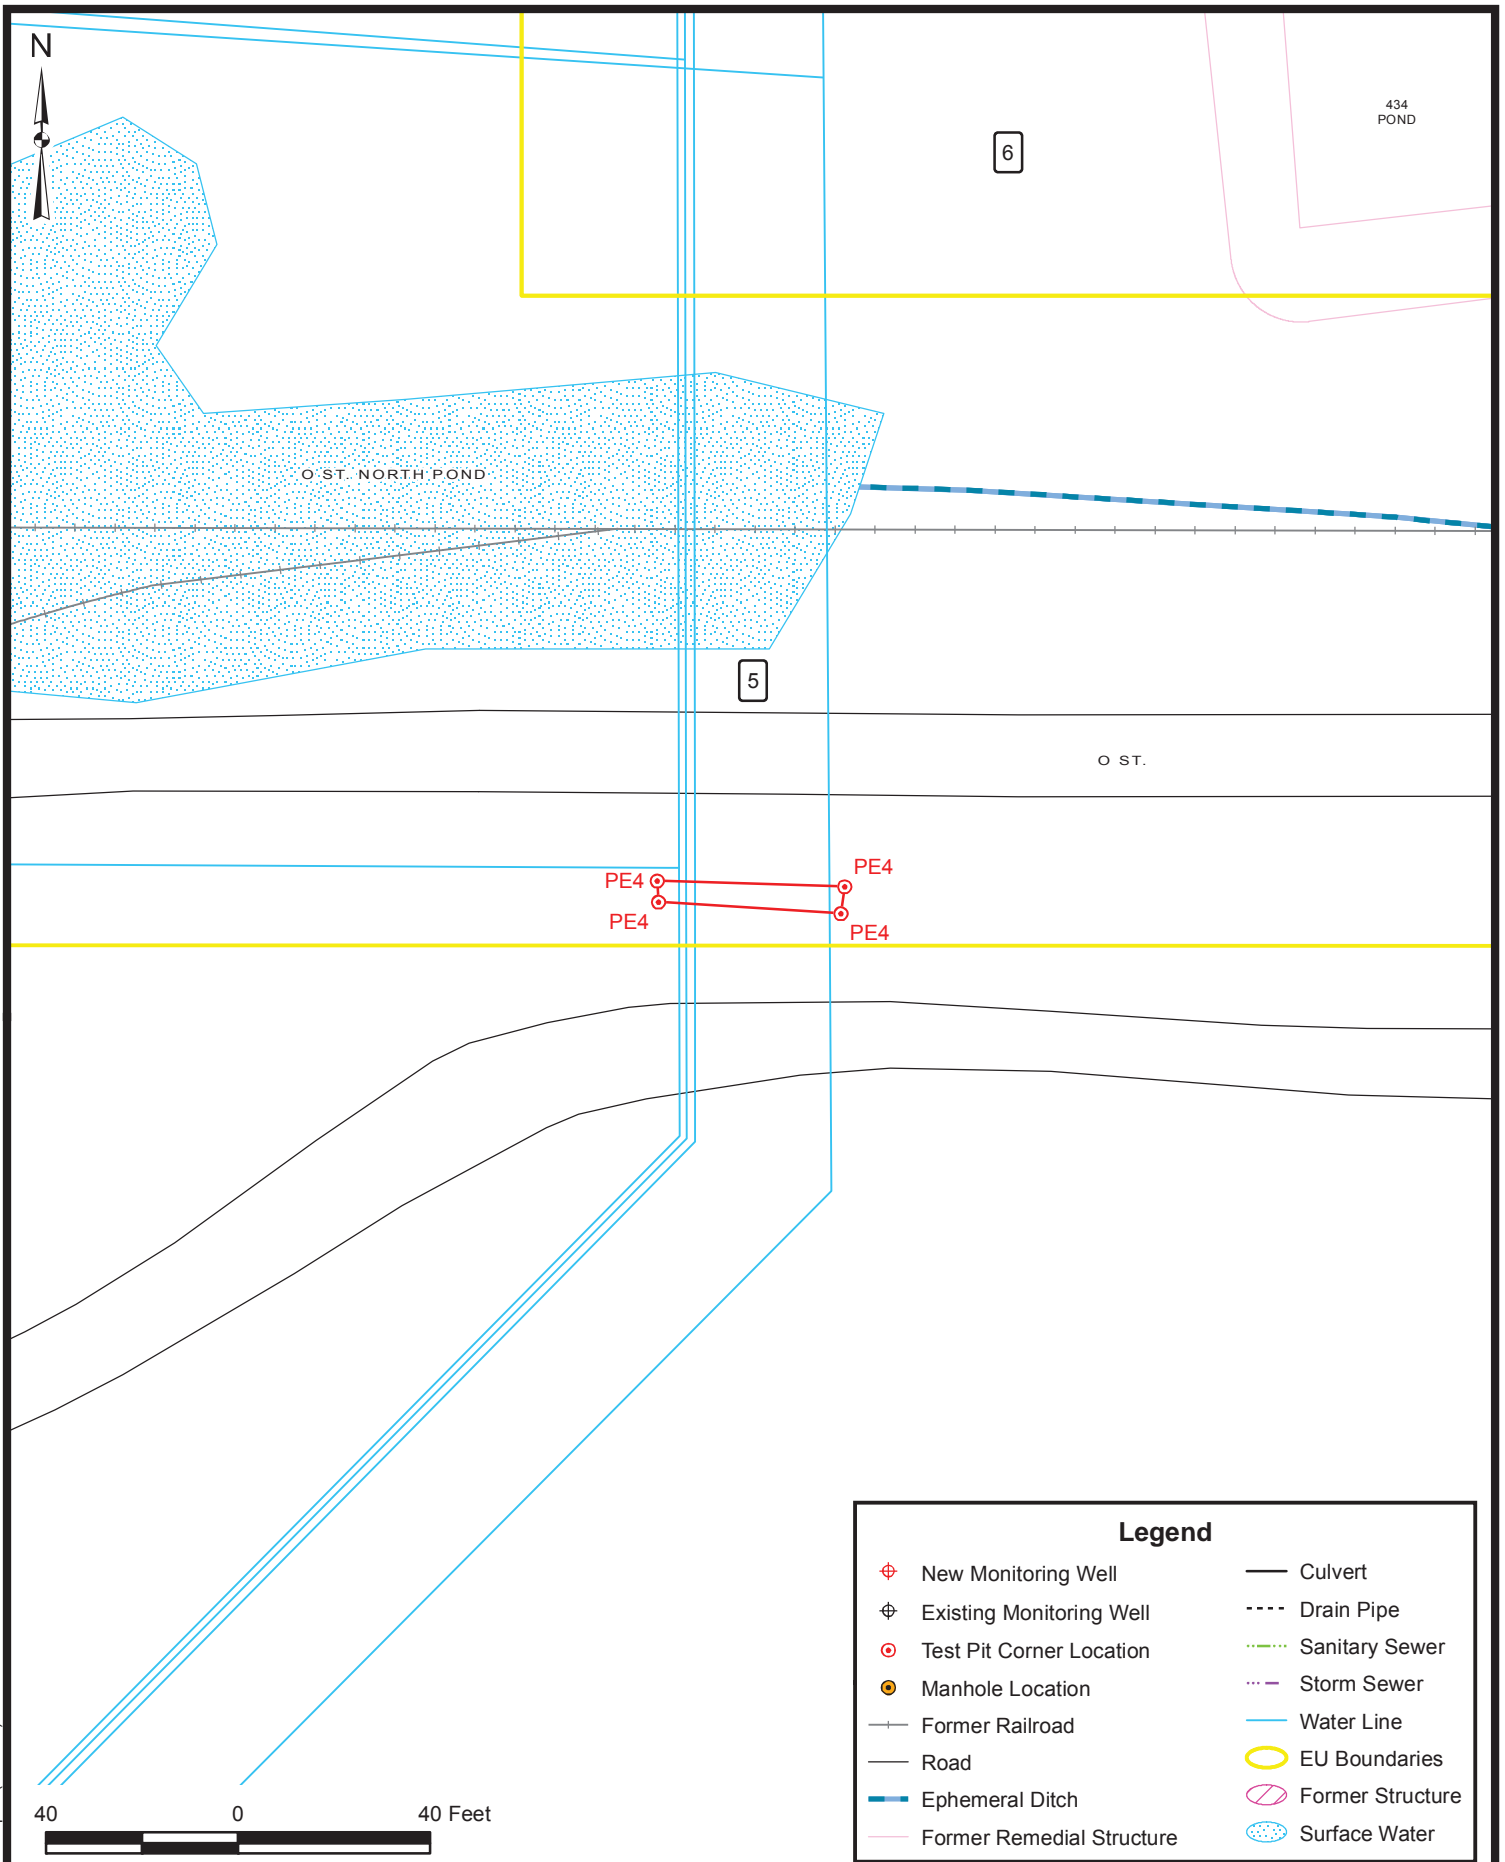 N
434
POND
6
O ST. NORTH POND
5
O ST.
PE4
PE4
PE4
PE4
Legend
New Monitoring Well
Existing Monitoring Well
Test Pit Corner Location
Manhole Location
Former Railroad
Road
Ephemeral Ditch
Former Remedial Structure
Culvert
Drain Pipe
Sanitary Sewer
Storm Sewer
Water Line
EU Boundaries
Former Structure
Surface Water
40 0 40 Feet